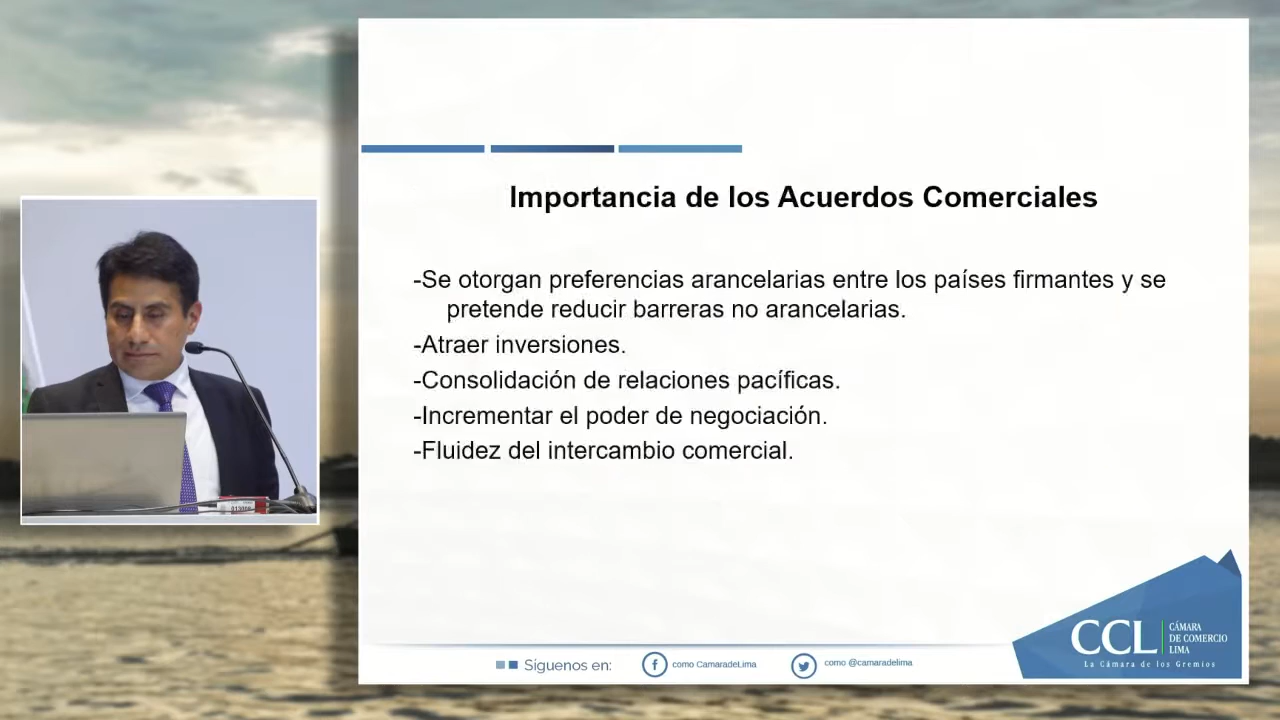 Importancia de los Acuerdos Comerciales
-Se otorgan preferencias arancelarias entre los países firmantes y se
pretende reducir barreras no arancelarias.
-Atraer inversiones.
-Consolidación de relaciones pacíficas.
-Incrementar el poder de negociación.
-Fluidez del intercambio comercial.
CCL
CÁMARA
DE COMERCIO
LIMA
La Cámara de los Gremios
Síguenos en:
como CamaradeLima
como @camaradelima